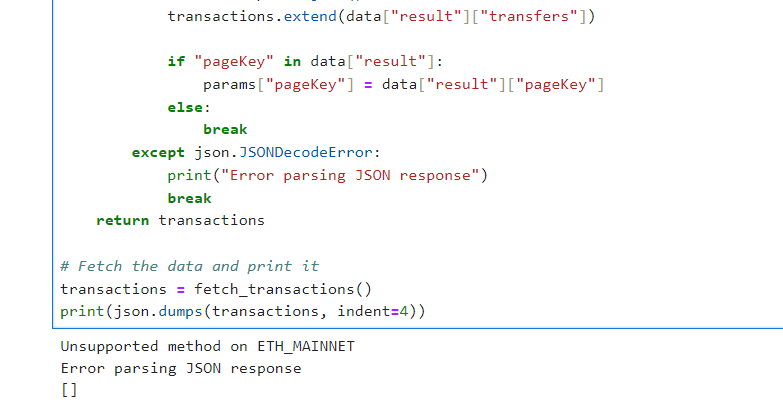 transactions.extend(data["result"]["transfers"])
if "pageKey" in data["result"]:
params["pageKey"] = data["result"]["pageKey"]
else:
break
except json.JSONDecodeError:
print("Error parsing JSON response")
break
return transactions
# Fetch the data and print it
transactions = fetch_transactions()
print(json.dumps(transactions, indent=4))
Unsupported method on ETH_MAINNET
Error parsing JSON response
[]